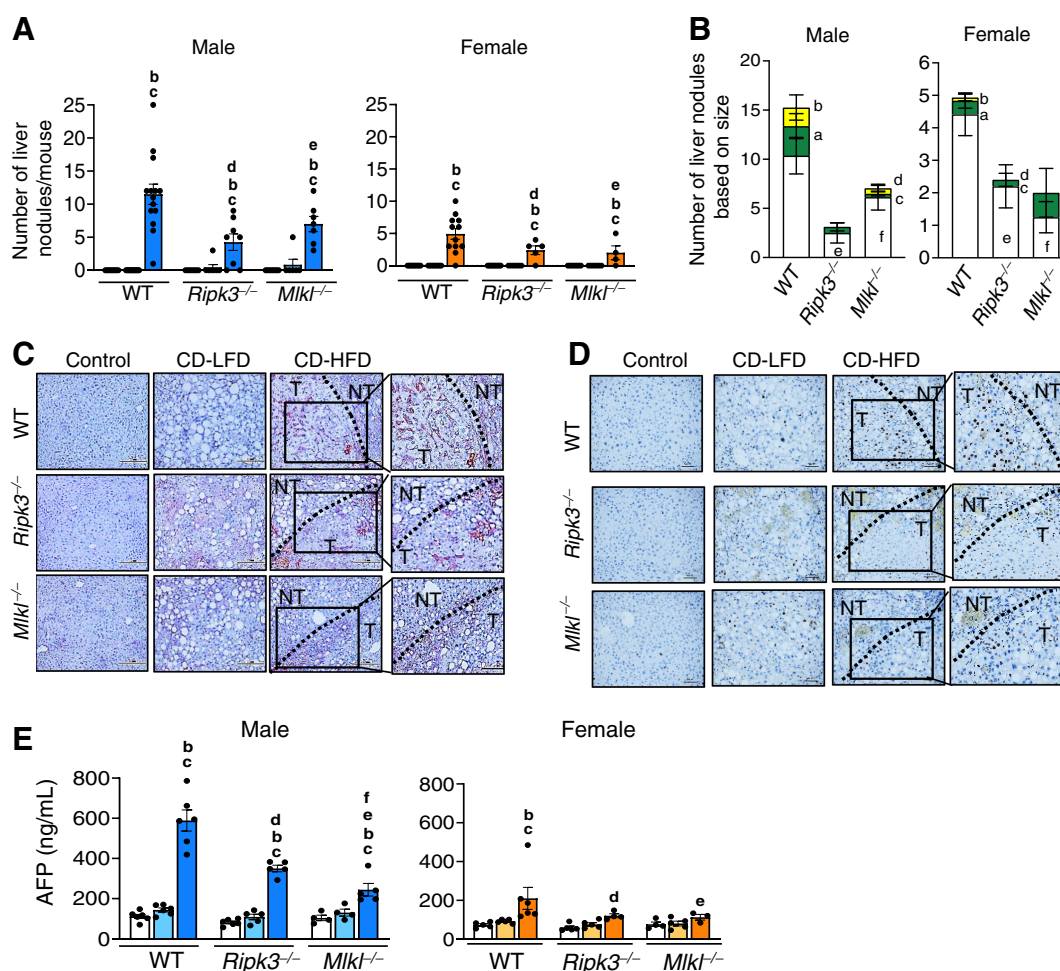 A
Male
Female
Number of liver
nodules/mouse
25
20
15
10
5
0
b
c
d
b
c
e
b
c
WT
Ripk3–/–
Mlkl–/–
25
20
15
10
5
0
b
c
d
b
c
e
b
c
WT
Ripk3–/–
Mlkl–/–
B
Male
Female
Number of liver nodules
based on size
20
15
10
5
0
b
a
e
d
c
f
WT
Ripk3–/–
Mlkl–/–
6
5
4
3
2
1
0
b
a
d
c
e
f
WT
Ripk3–/–
Mlkl–/–
C
Control
CD-LFD
CD-HFD
WT
T
NT
T
NT
Ripk3–/–
NT
T
NT
T
Mlkl–/–
NT
T
NT
T
D
Control
CD-LFD
CD-HFD
WT
T
NT
T
NT
Ripk3–/–
NT
T
NT
T
Mlkl–/–
NT
T
NT
T
E
Male
Female
AFP (ng/mL)
800
600
400
200
0
b
c
d
b
c
f
e
b
c
WT
Ripk3–/–
Mlkl–/–
800
600
400
200
0
b
c
d
e
WT
Ripk3–/–
Mlkl–/–